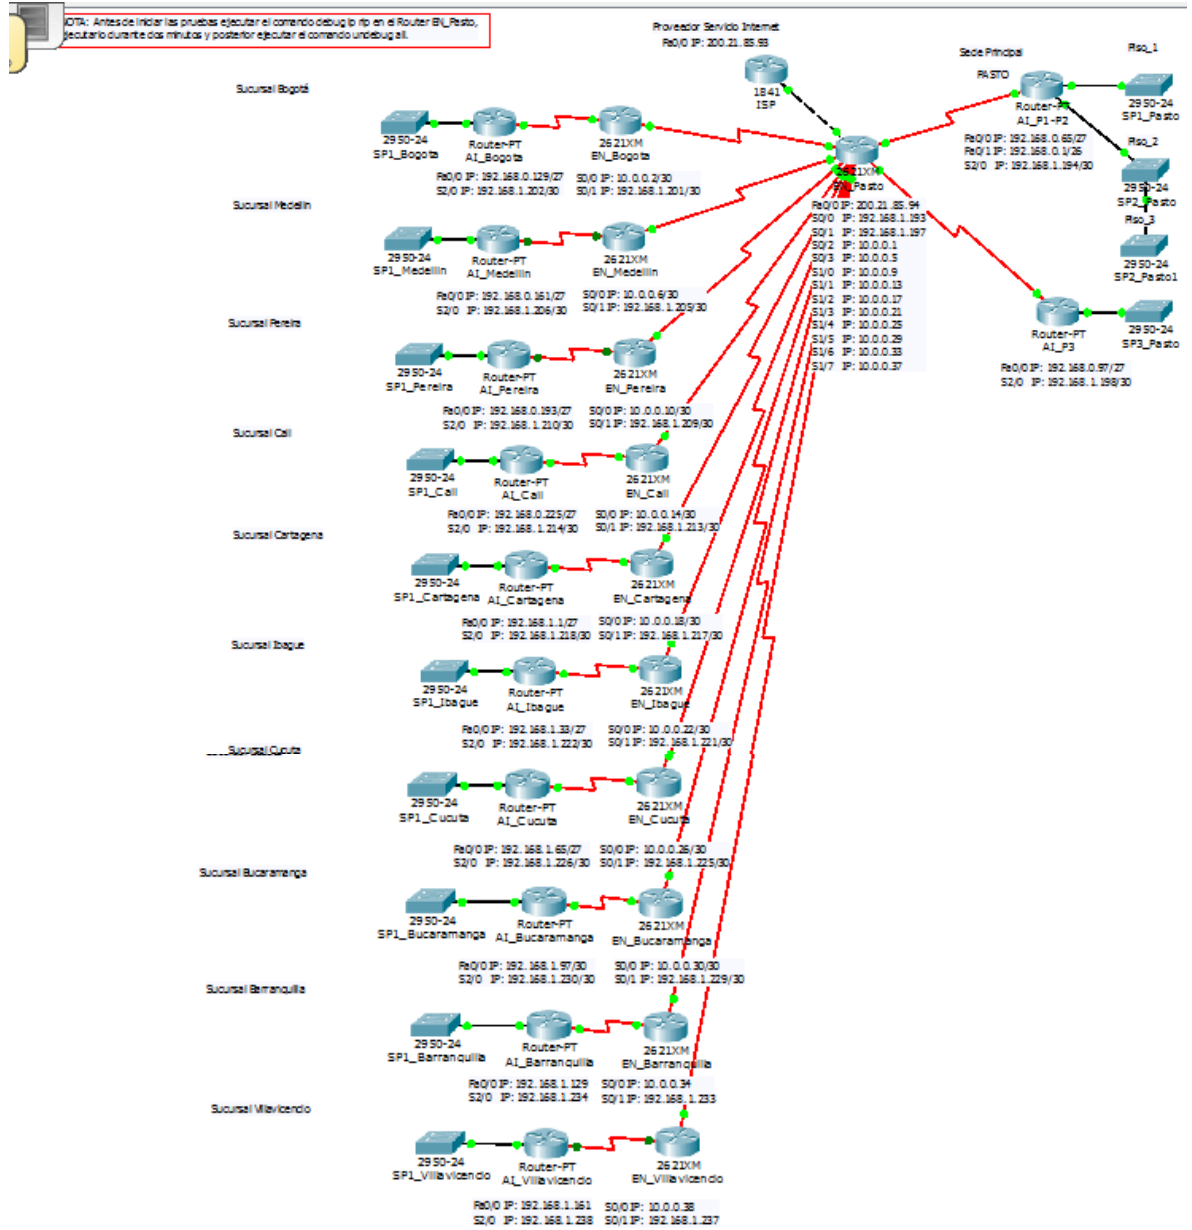 NOTA: Antes de iniciar las pruebas ejecutar el comando debug ip rip en el Router EN_Pasto,
ejecutarlo durante dos minutos y posterior ejecutar el comando undebug all.
Proveedor Servicio Internet
Fa0/0 IP: 200.21.85.93
1841
ISP
Sede Principal
PASTO
Piso_1
Router-PT
AI_P1-P2
2950-24
SP1_Pasto
Fa0/0 IP: 192.168.0.65/27
Fa0/1 IP: 192.168.0.1/26
S2/0 IP: 192.168.1.194/30
Piso_2
2950-24
SP2_Pasto
Piso_3
2950-24
SP2_Pasto1
2621XM
EN_Pasto
Fa0/0 IP: 200.21.85.94
S0/0 IP: 192.168.1.193
S0/1 IP: 192.168.1.197
S0/2 IP: 10.0.0.1
S0/3 IP: 10.0.0.5
S1/0 IP: 10.0.0.9
S1/1 IP: 10.0.0.13
S1/2 IP: 10.0.0.17
S1/3 IP: 10.0.0.21
S1/4 IP: 10.0.0.25
S1/5 IP: 10.0.0.29
S1/6 IP: 10.0.0.33
S1/7 IP: 10.0.0.37
Router-PT
AI_P3
2950-24
SP3_Pasto
Fa0/0 IP: 192.168.0.97/27
S2/0 IP: 192.168.1.198/30
Sucursal Bogotá
2950-24
SP1_Bogota
Router-PT
AI_Bogota
2621XM
EN_Bogota
Fa0/0 IP: 192.168.0.129/27
S2/0 IP: 192.168.1.202/30
S0/0 IP: 10.0.0.2/30
S0/1 IP: 192.168.1.201/30
Sucursal Medellin
2950-24
SP1_Medellin
Router-PT
AI_Medellin
2621XM
EN_Medellin
Fa0/0 IP: 192.168.0.161/27
S2/0 IP: 192.168.1.206/30
S0/0 IP: 10.0.0.6/30
S0/1 IP: 192.168.1.205/30
Sucursal Pereira
2950-24
SP1_Pereira
Router-PT
AI_Pereira
2621XM
EN_Pereira
Fa0/0 IP: 192.168.0.193/27
S2/0 IP: 192.168.1.210/30
S0/0 IP: 10.0.0.10/30
S0/1 IP: 192.168.1.209/30
Sucursal Cali
2950-24
SP1_Cali
Router-PT
AI_Cali
2621XM
EN_Cali
Fa0/0 IP: 192.168.0.225/27
S2/0 IP: 192.168.1.214/30
S0/0 IP: 10.0.0.14/30
S0/1 IP: 192.168.1.213/30
Sucursal Cartagena
2950-24
SP1_Cartagena
Router-PT
AI_Cartagena
2621XM
EN_Cartagena
Fa0/0 IP: 192.168.1.1/27
S2/0 IP: 192.168.1.218/30
S0/0 IP: 10.0.0.18/30
S0/1 IP: 192.168.1.217/30
Sucursal Ibague
2950-24
SP1_Ibague
Router-PT
AI_Ibague
2621XM
EN_Ibague
Fa0/0 IP: 192.168.1.33/27
S2/0 IP: 192.168.1.222/30
S0/0 IP: 10.0.0.22/30
S0/1 IP: 192.168.1.221/30
Sucursal Cucuta
2950-24
SP1_Cucuta
Router-PT
AI_Cucuta
2621XM
EN_Cucuta
Fa0/0 IP: 192.168.1.65/27
S2/0 IP: 192.168.1.226/30
S0/0 IP: 10.0.0.26/30
S0/1 IP: 192.168.1.225/30
Sucursal Bucaramanga
2950-24
SP1_Bucaramanga
Router-PT
AI_Bucaramanga
2621XM
EN_Bucaramanga
Fa0/0 IP: 192.168.1.97/30
S2/0 IP: 192.168.1.230/30
S0/0 IP: 10.0.0.30/30
S0/1 IP: 192.168.1.229/30
Sucursal Barranquilla
2950-24
SP1_Barranquilla
Router-PT
AI_Barranquilla
2621XM
EN_Barranquilla
Fa0/0 IP: 192.168.1.129
S2/0 IP: 192.168.1.234
S0/0 IP: 10.0.0.34
S0/1 IP: 192.168.1.233
Sucursal Villavicencio
2950-24
SP1_Villavicencio
Router-PT
AI_Villavicencio
2621XM
EN_Villavicencio
Fa0/0 IP: 192.168.1.161
S2/0 IP: 192.168.1.238
S0/0 IP: 10.0.0.38
S0/1 IP: 192.168.1.237